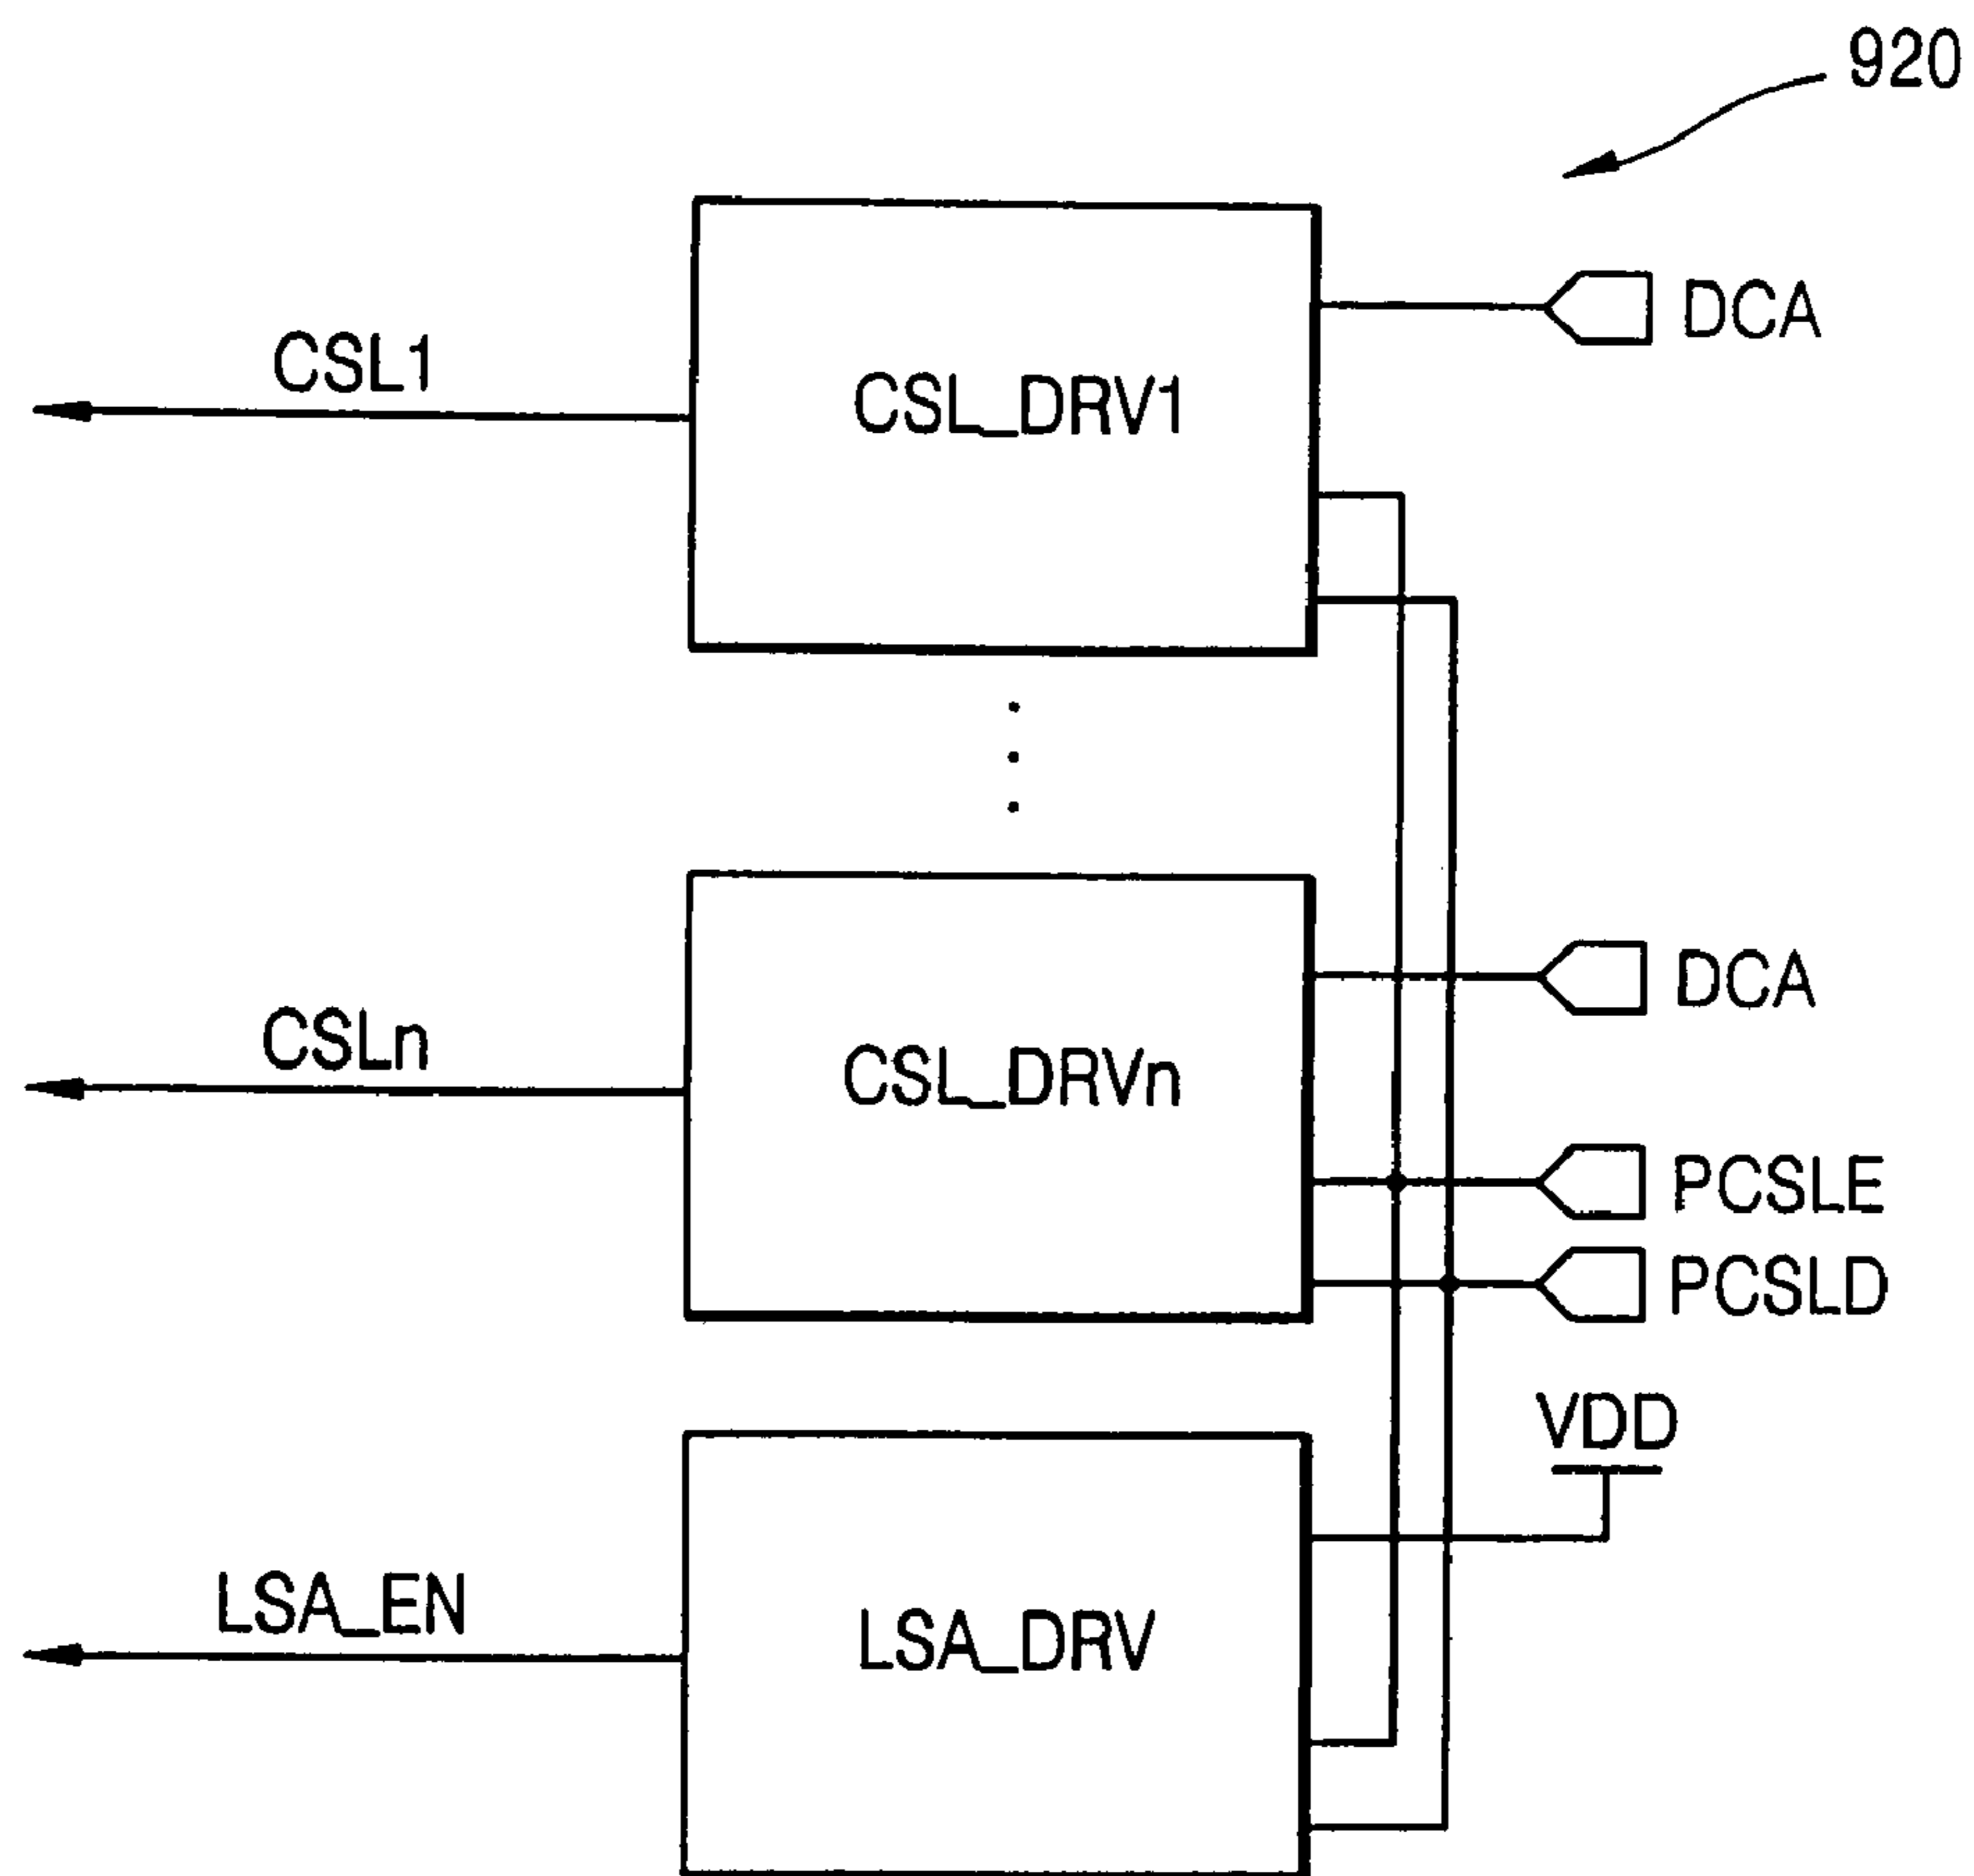 920
DCA
CSL1
CSL_DRV1
DCA
CSLn
CSL_DRVn
PCSLE
PCSLD
VDD
LSA_EN
LSA_DRV